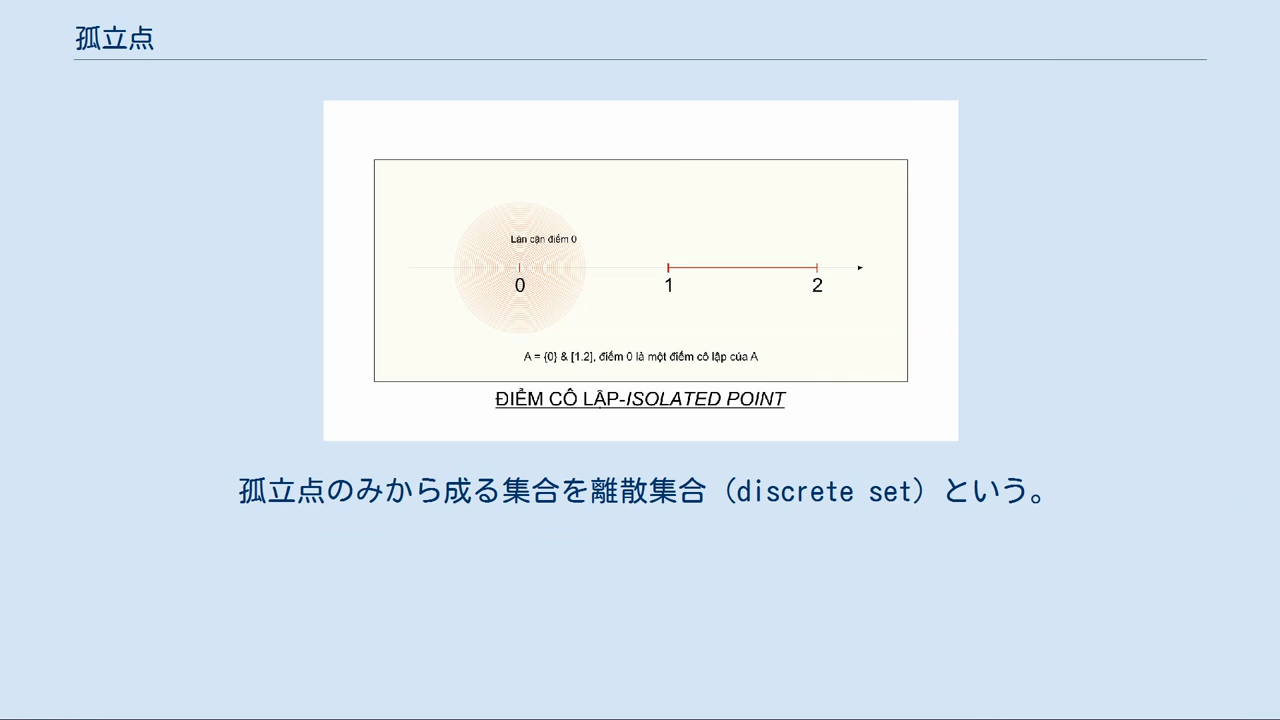 孤立点
Lân cận điểm 0
0 1 2
A = {0} & [1.2], điểm 0 là một điểm cô lập của A
ĐIỂM CÔ LẬP-ISOLATED POINT
孤立点のみから成る集合を離散集合（discrete set）という。